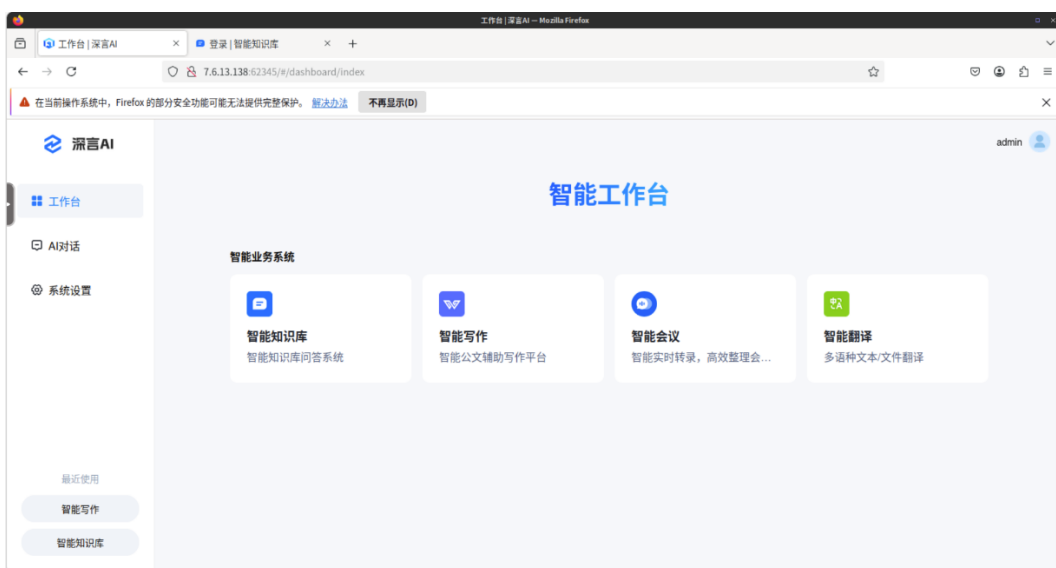 工作台 | 深言AI — Mozilla Firefox
工作台 | 深言AI
登录 | 智能知识库
7.6.13.138:62345/#/dashboard/index
在当前操作系统中，Firefox 的部分安全功能可能无法提供完整保护。 解决办法 不再显示(D)
深言AI
admin
工作台
AI对话
系统设置
智能工作台
智能业务系统
智能知识库
智能知识库问答系统
智能写作
智能公文辅助写作平台
智能会议
智能实时转录，高效整理会...
智能翻译
多语种文本/文件翻译
最近使用
智能写作
智能知识库